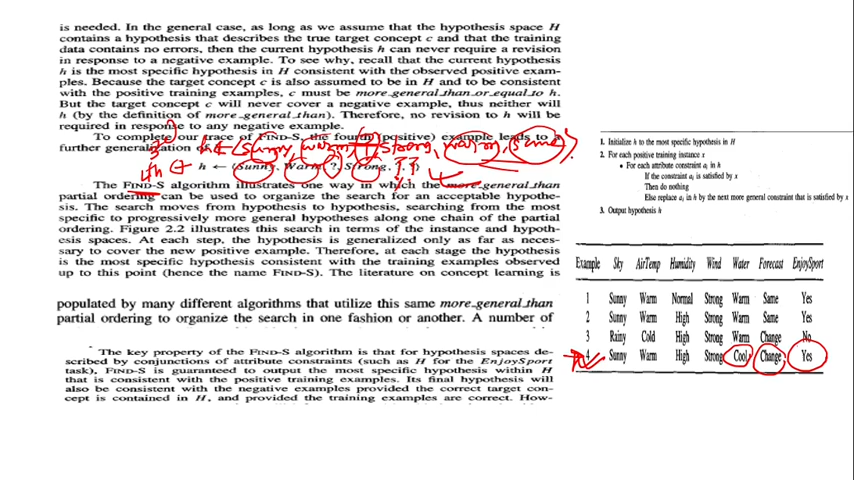 is needed. In the general case, as long as we assume that the hypothesis space H
contains a hypothesis that describes the true target concept c and that the training
data contains no errors, then the current hypothesis h can never require a revision
in response to a negative example. To see why, recall that the current hypothesis
h is the most specific hypothesis in H consistent with the observed positive exam-
ples. Because the target concept c is also assumed to be in H and to be consistent
with the positive training examples, c must be more_general_than_or_equal_to h.
But the target concept c will never cover a negative example, thus neither will
h (by the definition of more_general_than). Therefore, no revision to h will be
required in response to any negative example.
To complete our trace of FIND-S, the fourth (positive) example leads to a
further generalization of
3rd h ← ⟨Sunny, warm, ?, Strong, warm, same⟩
4th ← h ← ⟨Sunny, Warm, ?, Strong, ?, ?⟩
The FIND-S algorithm illustrates one way in which the more_general_than
partial ordering can be used to organize the search for an acceptable hypothe-
sis. The search moves from hypothesis to hypothesis, searching from the most
specific to progressively more general hypotheses along one chain of the partial
ordering. Figure 2.2 illustrates this search in terms of the instance and hypoth-
esis spaces. At each step, the hypothesis is generalized only as far as neces-
sary to cover the new positive example. Therefore, at each stage the hypothesis
is the most specific hypothesis consistent with the training examples observed
up to this point (hence the name FIND-S). The literature on concept learning is
populated by many different algorithms that utilize this same more_general_than
partial ordering to organize the search in one fashion or another. A number of
The key property of the FIND-S algorithm is that for hypothesis spaces de-
scribed by conjunctions of attribute constraints (such as H for the EnjoySport
task), FIND-S is guaranteed to output the most specific hypothesis within H
that is consistent with the positive training examples. Its final hypothesis will
also be consistent with the negative examples provided the correct target con-
cept is contained in H, and provided the training examples are correct. How-
1. Initialize h to the most specific hypothesis in H
2. For each positive training instance x
• For each attribute constraint ai in h
If the constraint ai is satisfied by x
Then do nothing
Else replace ai in h by the next more general constraint that is satisfied by x
3. Output hypothesis h
Example Sky AirTemp Humidity Wind Water Forecast EnjoySport
1 Sunny Warm Normal Strong Warm Same Yes
2 Sunny Warm High Strong Warm Same Yes
3 Rainy Cold High Strong Warm Change No
4 Sunny Warm High Strong Cool Change Yes